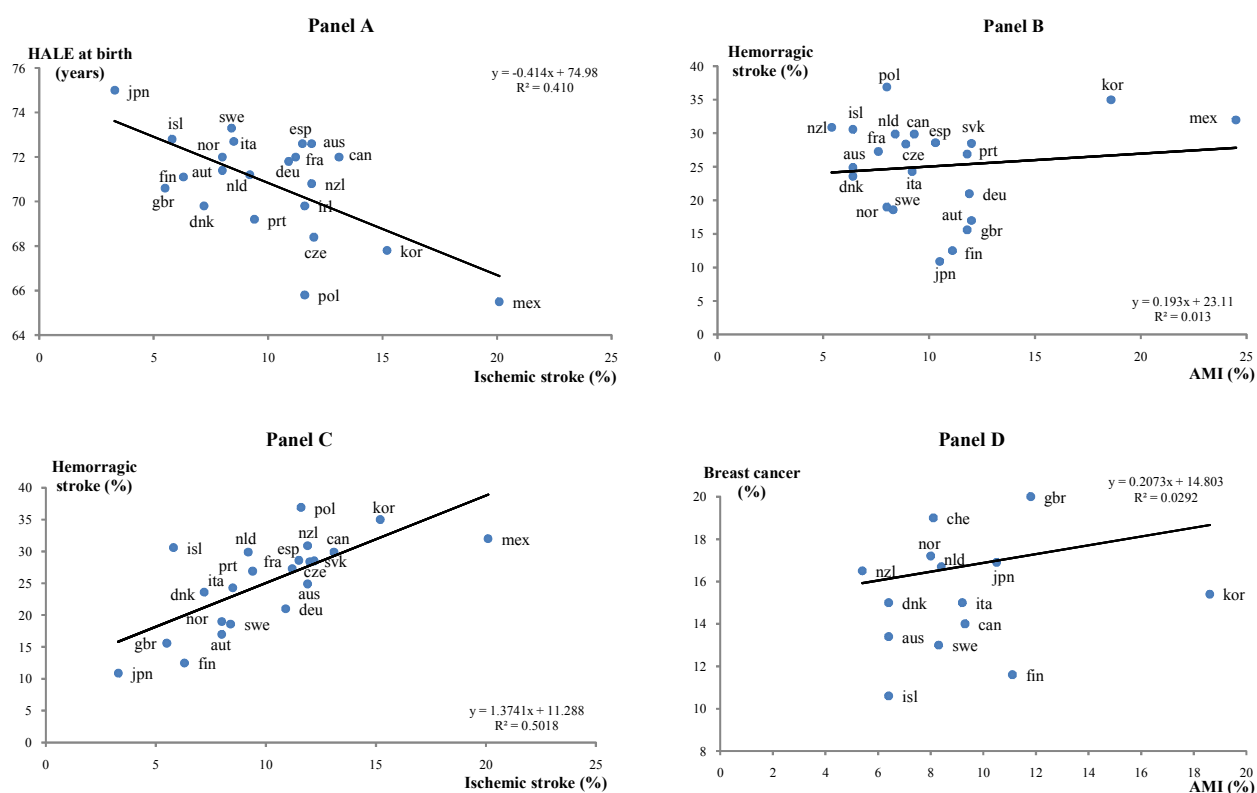 Panel A
HALE at birth
(years)
y = -0.414x + 74.98
R² = 0.410
76
74
72
70
68
66
64
jpn
isl
swe
ita
nor
esp
aus
fra
can
deu
fin
aut
nld
nzl
gbr
dnk
prt
irl
cze
kor
pol
mex
0
5
10
15
20
25
Ischemic stroke (%)
Panel B
Hemorragic
stroke (%)
40
35
30
25
20
15
10
5
0
pol
kor
mex
isl
nzl
nld
can
esp
svk
fra
cze
prt
aus
dnk
ita
nor
swe
deu
aut
gbr
fin
jpn
y = 0.193x + 23.11
R² = 0.013
0
5
10
15
20
25
AMI (%)
Panel C
Hemorragic
stroke (%)
40
35
30
25
20
15
10
5
0
pol
kor
mex
isl
nld
nzl
can
esp
svk
fra
prt
cze
ita
dnk
aus
deu
nor
swe
aut
gbr
fin
jpn
y = 1.3741x + 11.288
R² = 0.5018
0
5
10
15
20
25
Ischemic stroke (%)
Panel D
Breast cancer
(%)
y = 0.2073x + 14.803
R² = 0.0292
20
18
16
14
12
10
8
gbr
che
nor
nld
nzl
jpn
kor
dnk
ita
can
aus
swe
fin
isl
0
2
4
6
8
10
12
14
16
18
20
AMI (%)